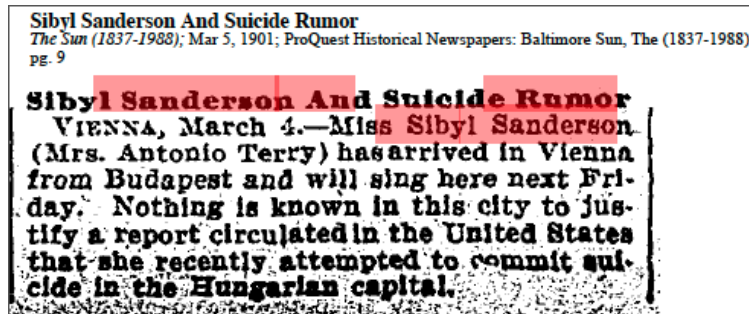 Sibyl Sanderson And Suicide Rumor
The Sun (1837-1988); Mar 5, 1901; ProQuest Historical Newspapers: Baltimore Sun, The (1837-1988)
pg. 9
Sibyl Sanderson And Suicide Rumor
VIENNA, March 4.—Miss Sibyl Sanderson
(Mrs. Antonio Terry) has arrived in Vienna
from Budapest and will sing here next Fri-
day. Nothing is known in this city to jus-
tify a report circulated in the United States
that she recently attempted to commit sui-
cide in the Hungarian capital.